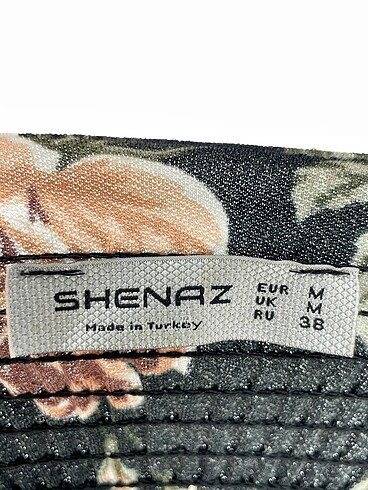 SHENAZ
Made in Turkey
EUR M
UK M
RU 38